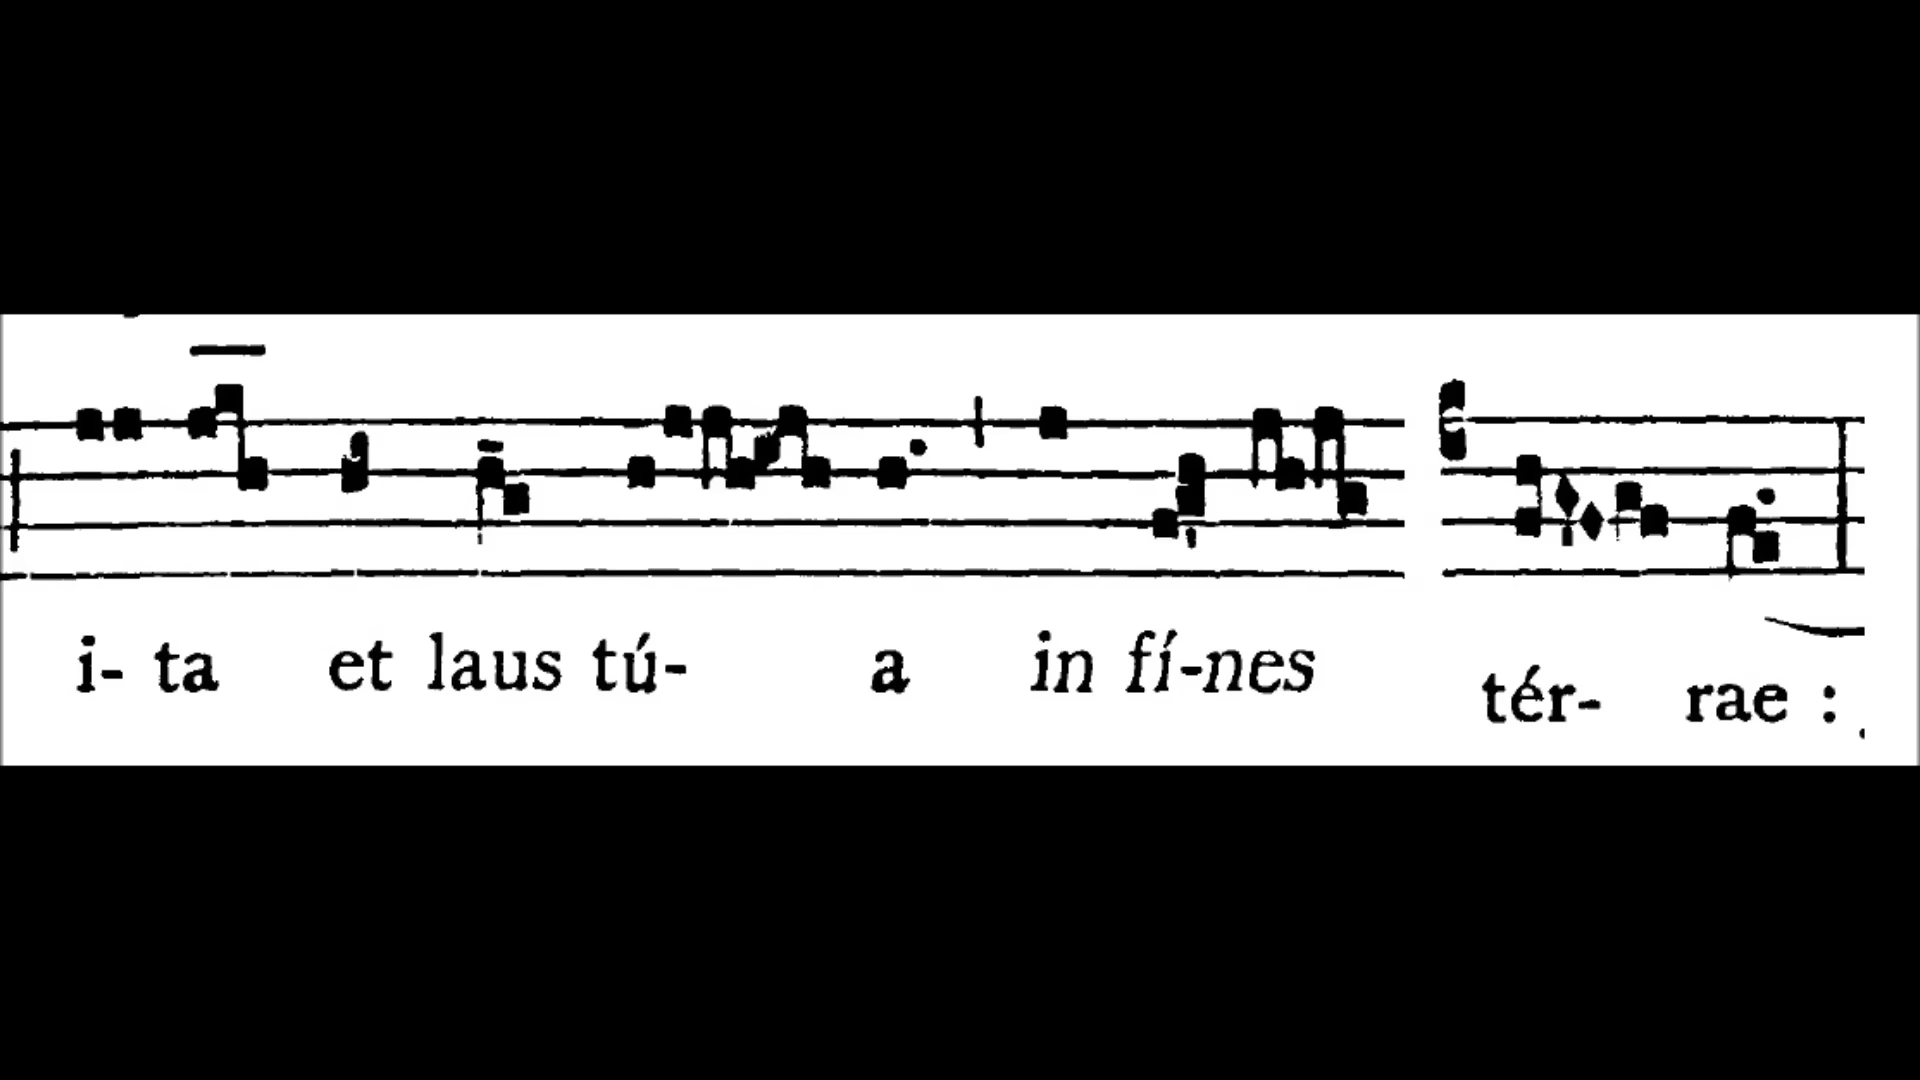 i- ta et laus tú- a in fí-nes tér- rae :